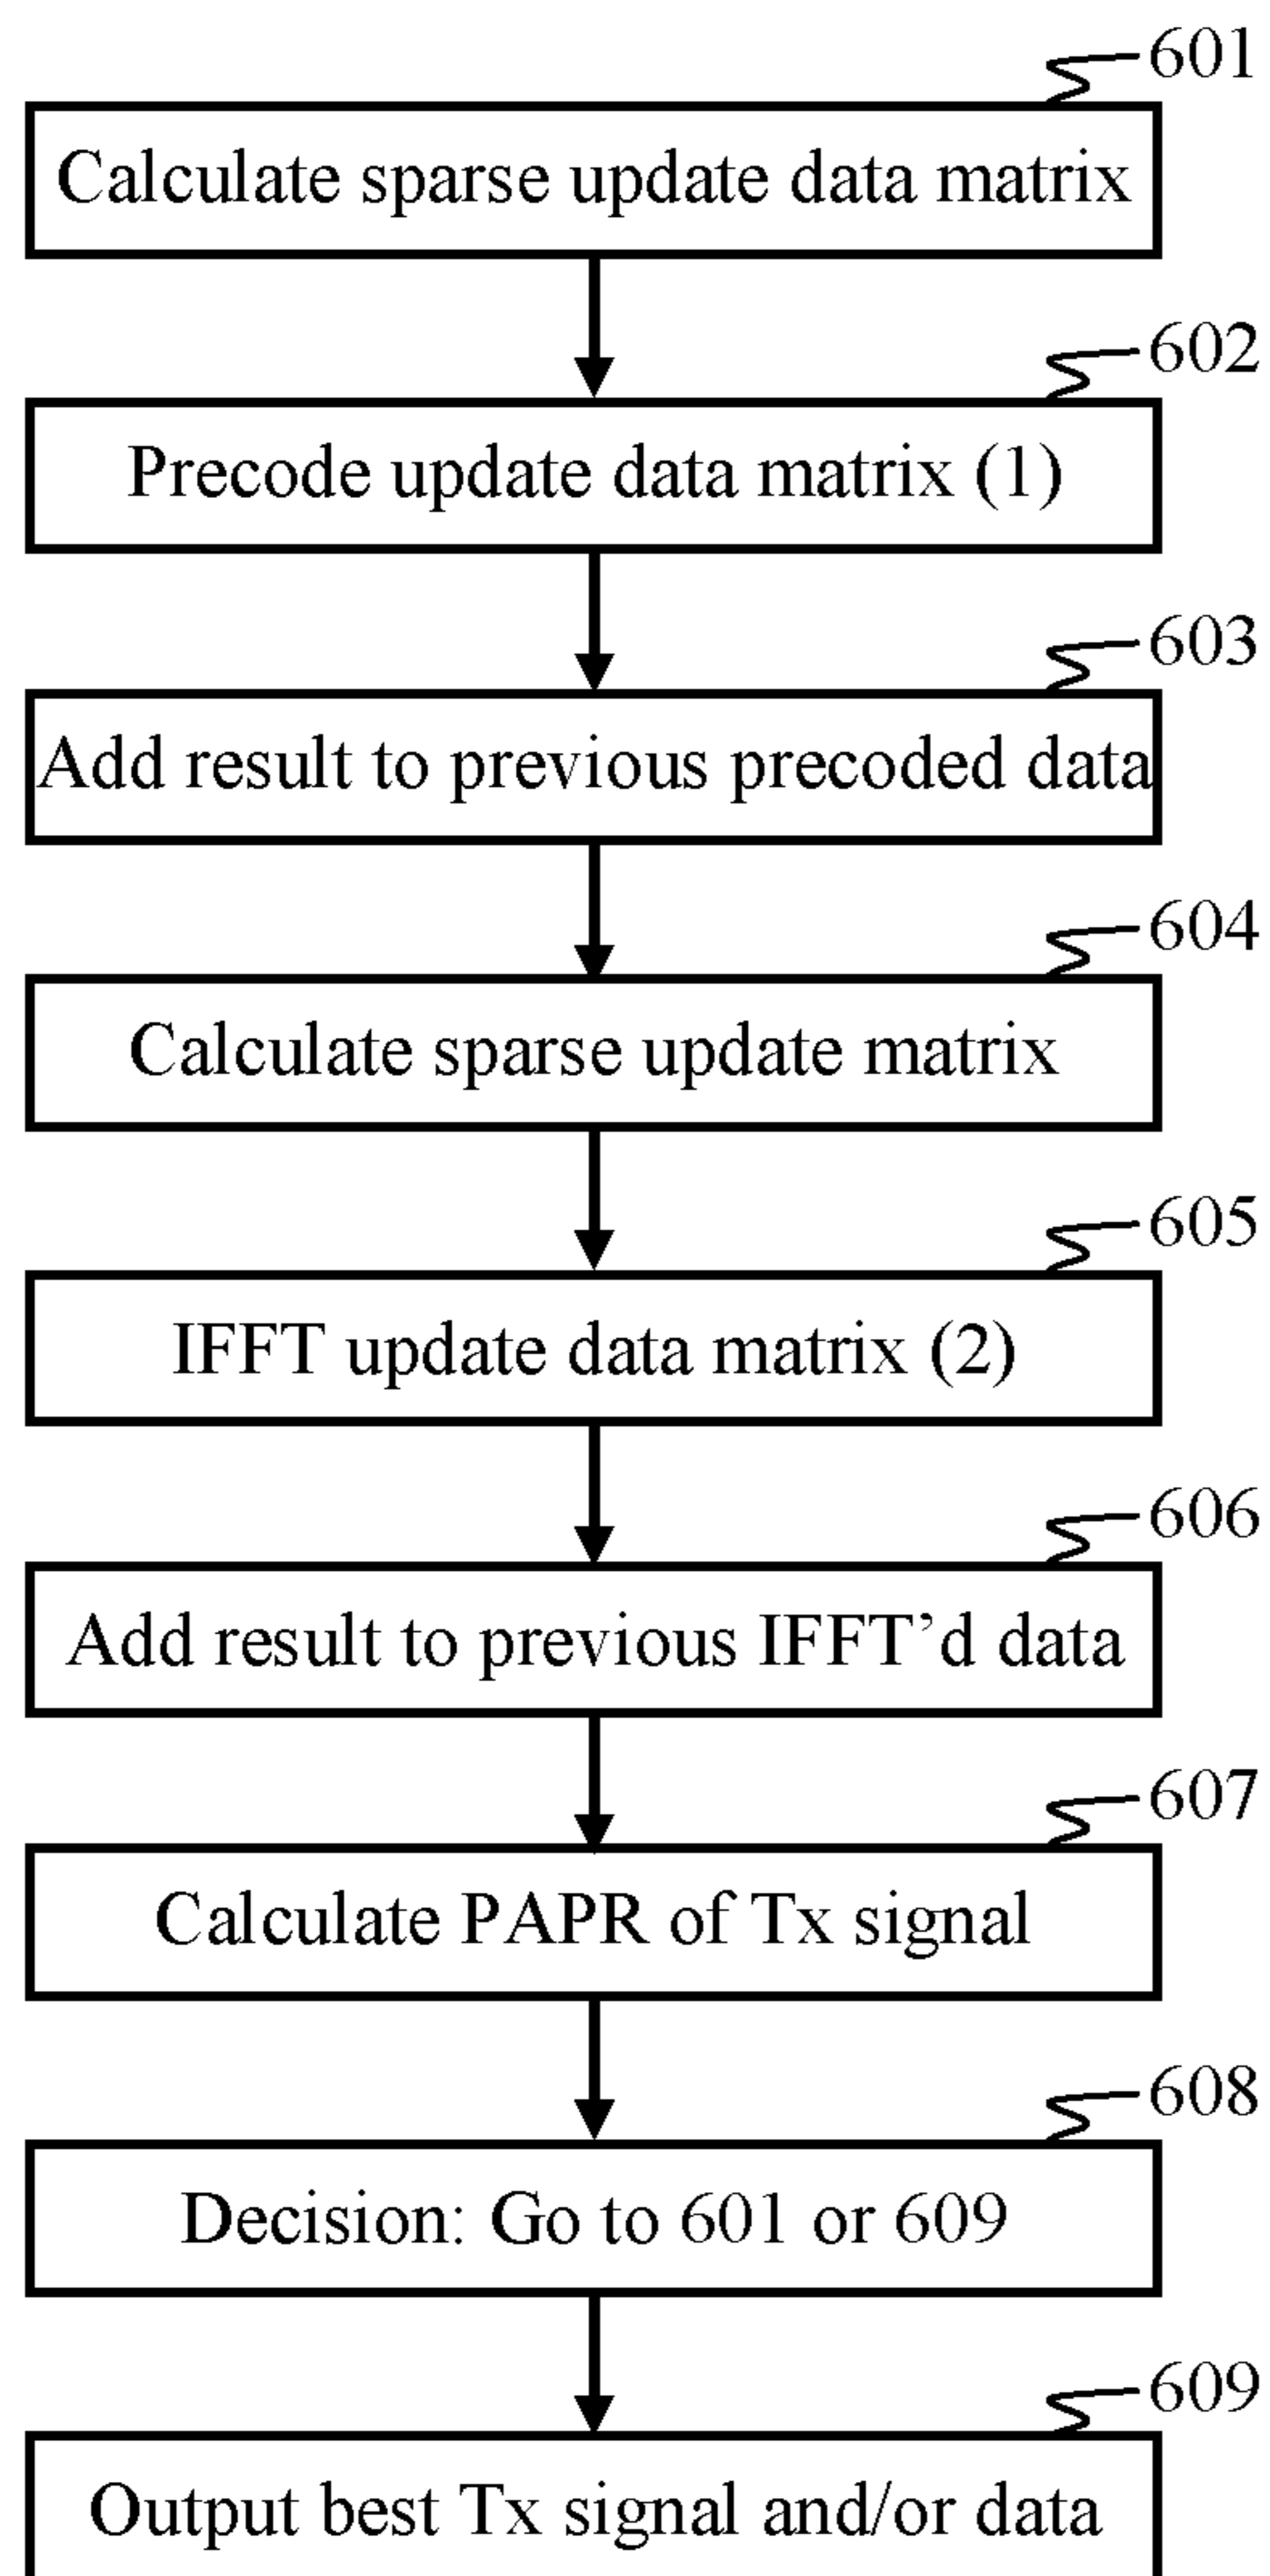 601
Calculate sparse update data matrix
602
Precode update data matrix (1)
603
Add result to previous precoded data
604
Calculate sparse update matrix
605
IFFT update data matrix (2)
606
Add result to previous IFFT’d data
607
Calculate PAPR of Tx signal
608
Decision: Go to 601 or 609
609
Output best Tx signal and/or data